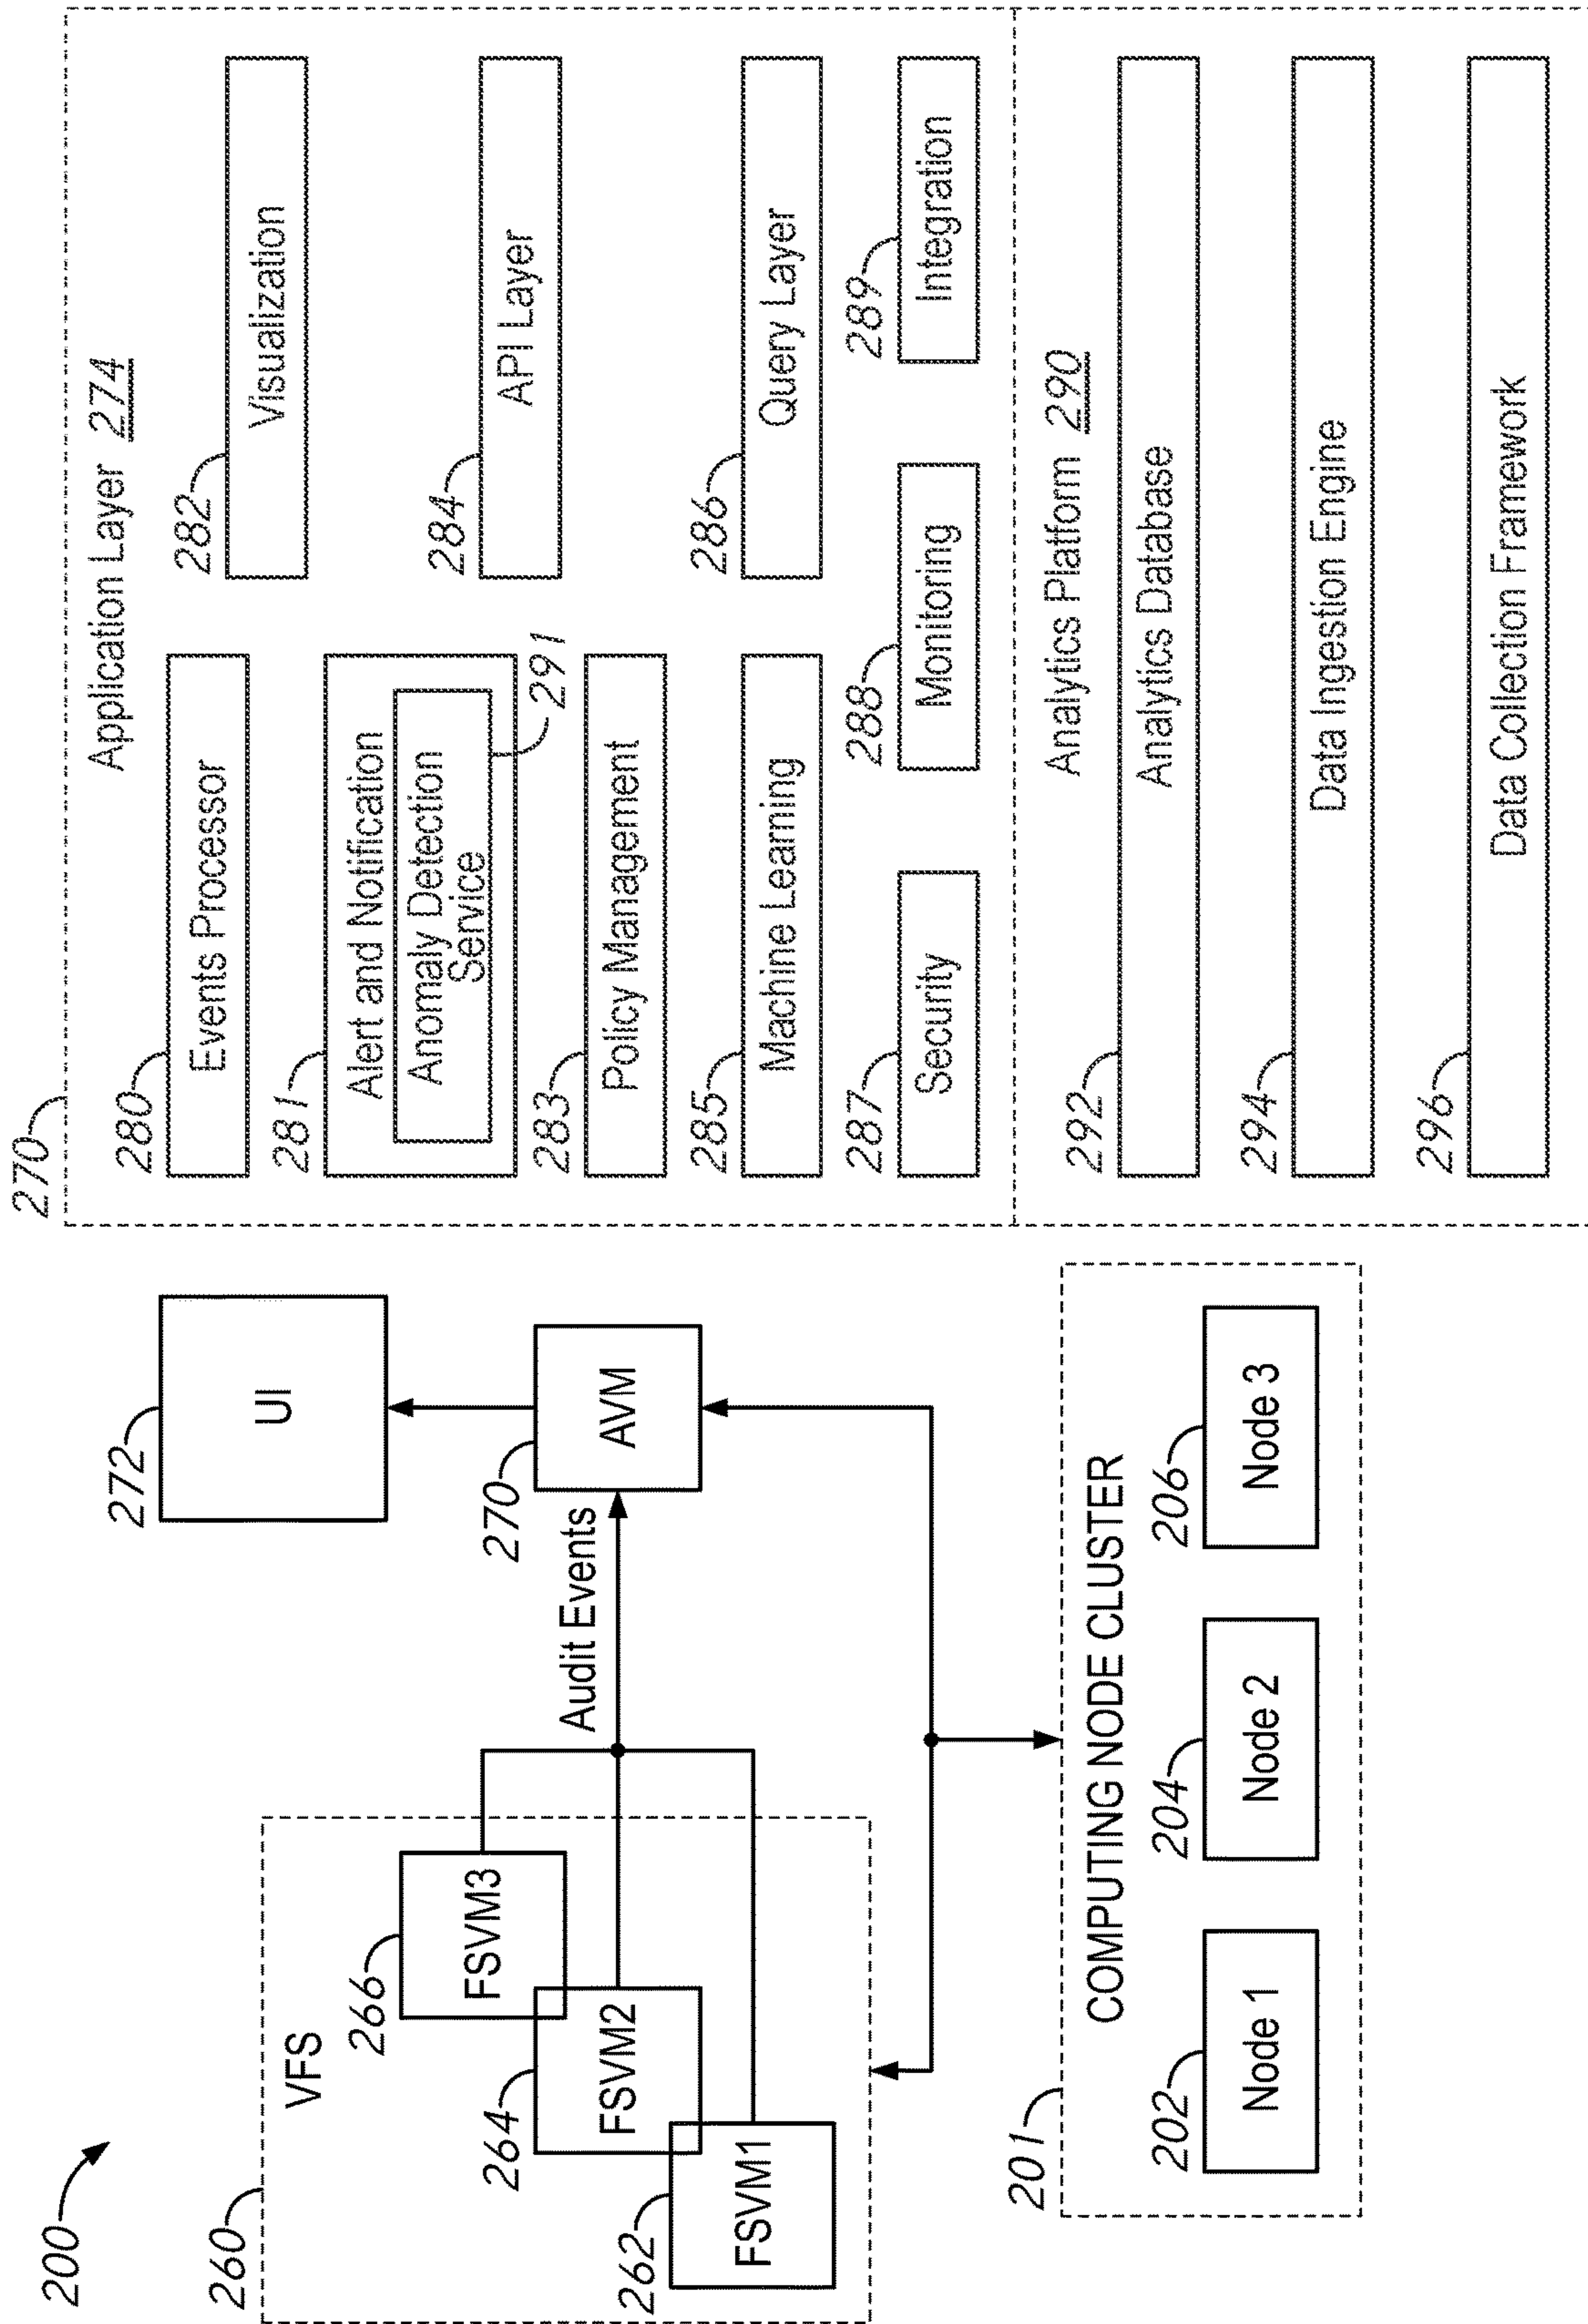 200
260
VFS
266
FSVM3
264
FSVM2
262
FSVM1
Audit Events
272
UI
270
AVM
201
COMPUTING NODE CLUSTER
202
Node 1
204
Node 2
206
Node 3
270
Application Layer 274
280
Events Processor
281
Alert and Notification
Anomaly Detection
Service
291
283
Policy Management
285
Machine Learning
287
Security
288
Monitoring
289
Integration
282
Visualization
284
API Layer
286
Query Layer
Analytics Platform 290
292
Analytics Database
294
Data Ingestion Engine
296
Data Collection Framework